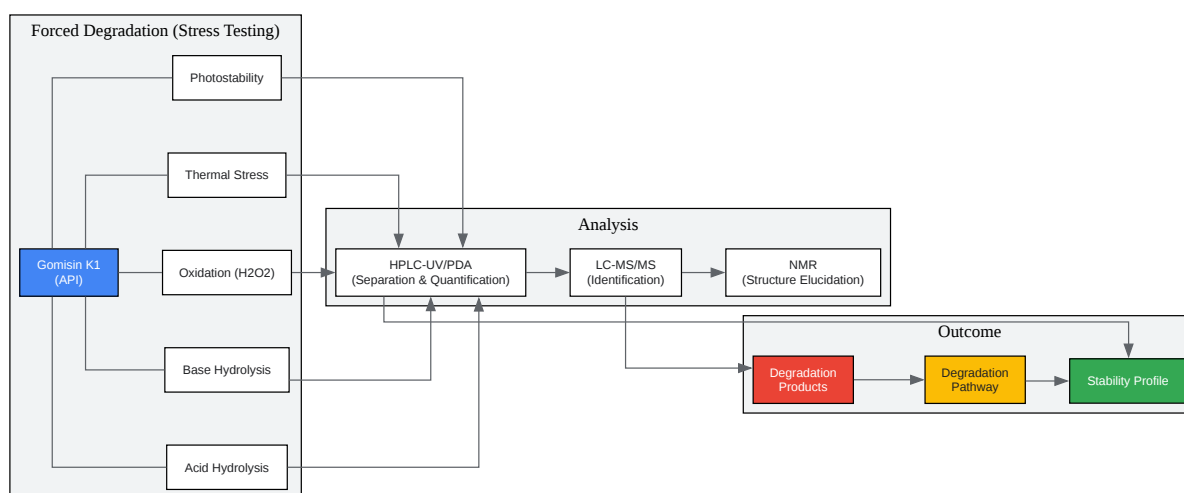 Forced Degradation (Stress Testing)
Photostability
Thermal Stress
Gomisin K1
(API)
Oxidation (H2O2)
Base Hydrolysis
Acid Hydrolysis
Analysis
HPLC-UV/PDA
(Separation & Quantification)
LC-MS/MS
(Identification)
NMR
(Structure Elucidation)
Outcome
Degradation
Products
Degradation
Pathway
Stability Profile